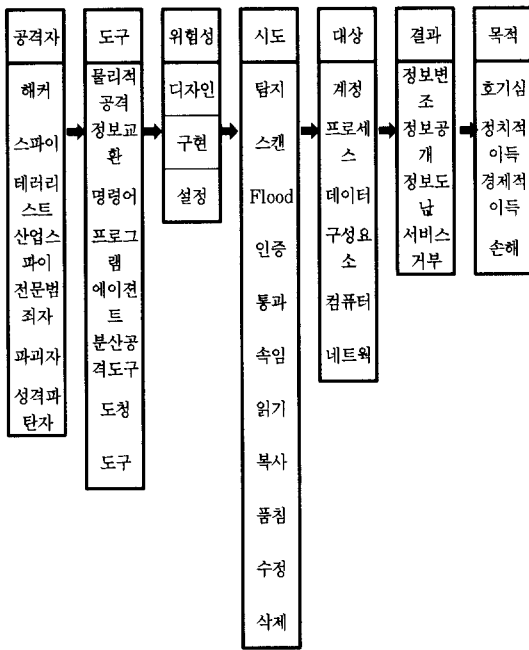 공격자
해커
스파이
테러리
스트
산업스
파이
전문범
죄자
파괴자
성격파
탄자
도구
물리적
공격
정보교
환
명령어
프로그
램
에이젼
트
분산공
격도구
도청
도구
위험성
디자인
구현
설정
시도
탐지
스캔
Flood
인증
통과
속임
읽기
복사
품침
수정
삭제
대상
계정
프로세
스
데이터
구성요
소
컴퓨터
네트웍
결과
정보변
조
정보공
개
정보도
난
서비스
거부
목적
호기심
정치적
이득
경제적
이득
손해